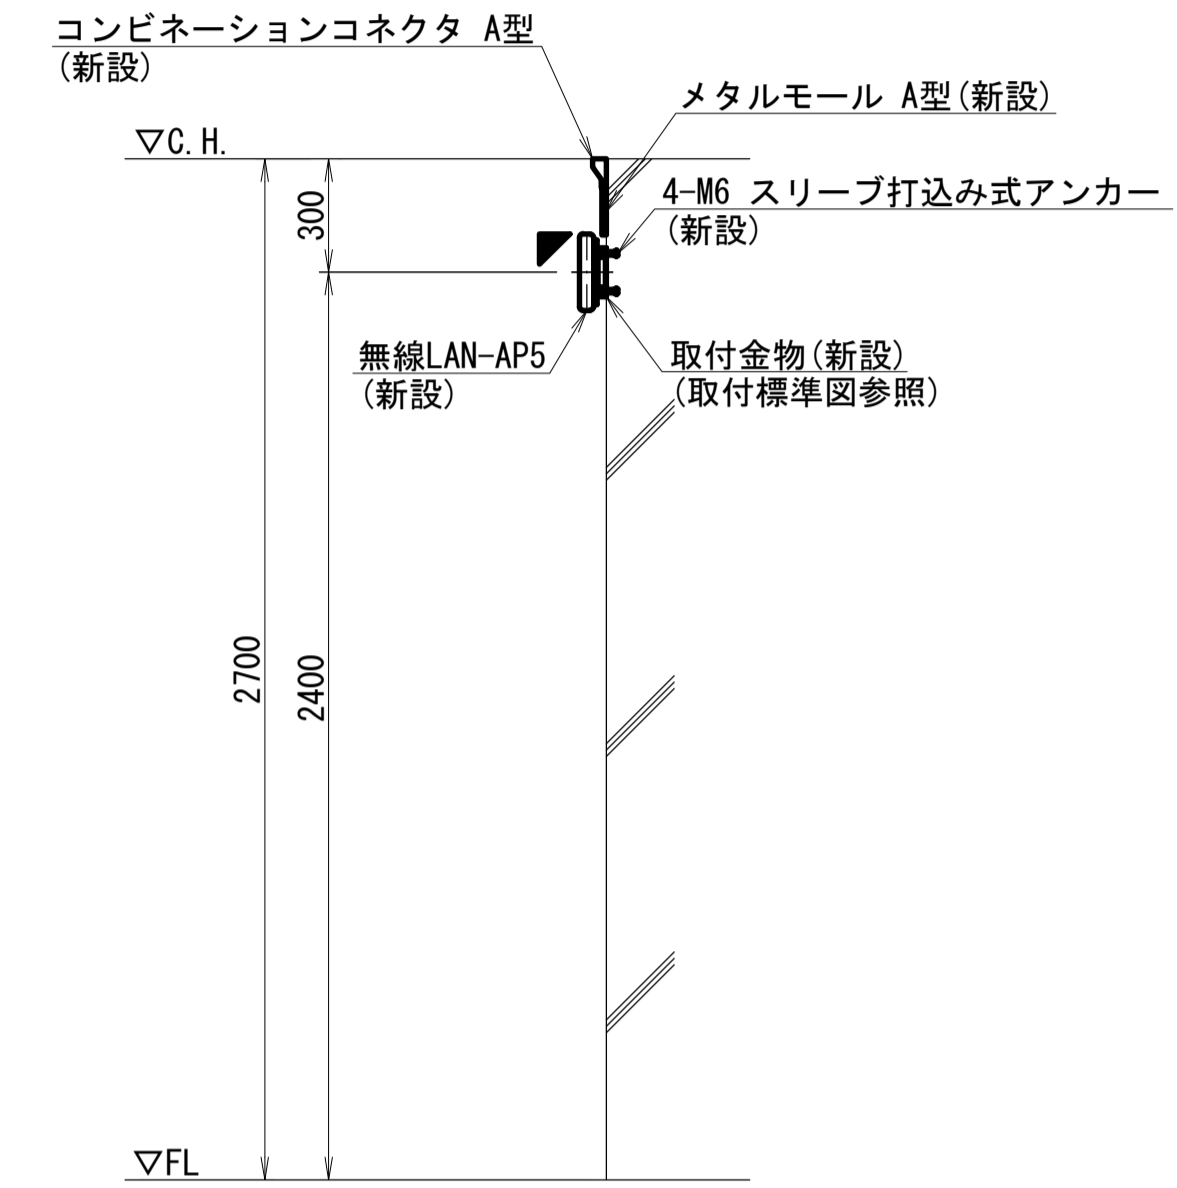 コンビネーションコネクタ A型
(新設)
メタルモール A型(新設)
▽C.H.
4-M6 スリーブ打込み式アンカー
(新設)
300
無線LAN-AP5
(新設)
取付金物(新設)
(取付標準図参照)
2700
2400
▽FL